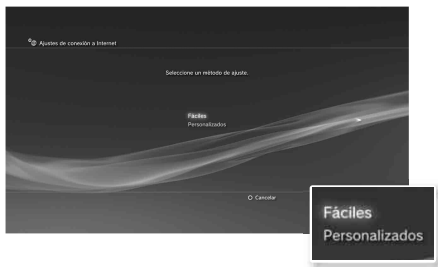 Ajustes de conexión a Internet
Seleccione un método de ajuste.
Fáciles
Personalizados
Cancelar
Fáciles
Personalizados